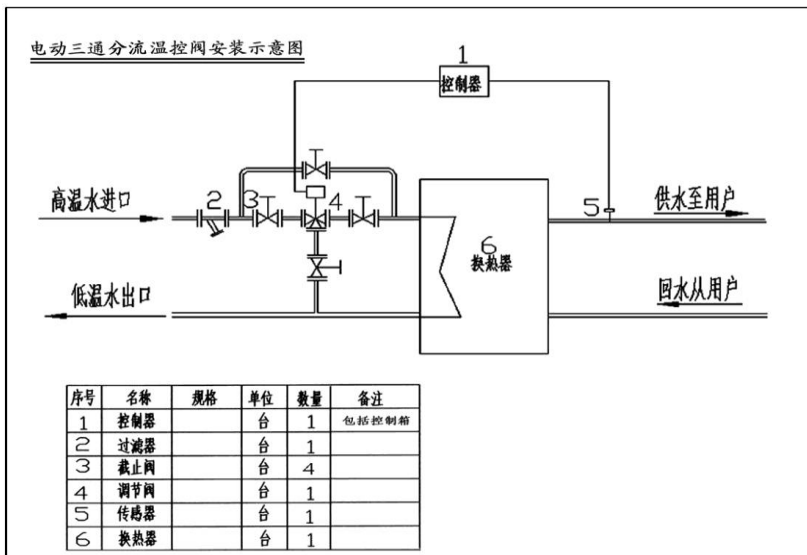 电动三通分流温控阀安装示意图
1
控制器
高温水进口
2
3
4
5
供水至用户
6
换热器
低温水出口
回水从用户
序号 名称 规格 单位 数量 备注
1 控制器 台 1 包括控制箱
2 过滤器 台 1
3 截止阀 台 4
4 调节阀 台 1
5 传感器 台 1
6 换热器 台 1